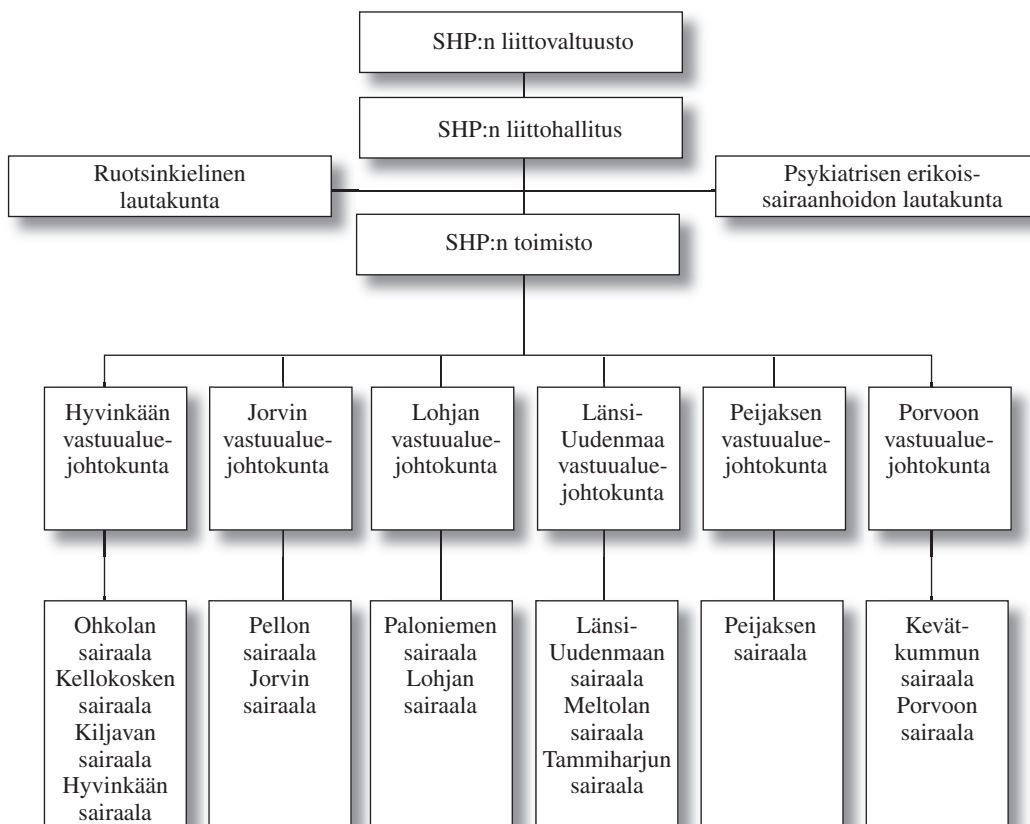 SHP:n liittovaltuusto
SHP:n liittohallitus
Ruotsinkielinen
lautakunta
Psykiatrisen erikois-
sairaanhoidon lautakunta
SHP:n toimisto
Hyvinkään
vastuualue-
johtokunta
Jorvin
vastuualue-
johtokunta
Lohjan
vastuualue-
johtokunta
Länsi-
Uudenmaa
vastuualue-
johtokunta
Peijaksen
vastuualue-
johtokunta
Porvoon
vastuualue-
johtokunta
Ohkolan
sairaala
Kellokosken
sairaala
Kiljavan
sairaala
Hyvinkään
sairaala
Pellon
sairaala
Jorvin
sairaala
Paloniemen
sairaala
Lohjan
sairaala
Länsi-
Uudenmaan
sairaala
Meltolan
sairaala
Tammiharjun
sairaala
Peijaksen
sairaala
Kevät-
kummun
sairaala
Porvoon
sairaala